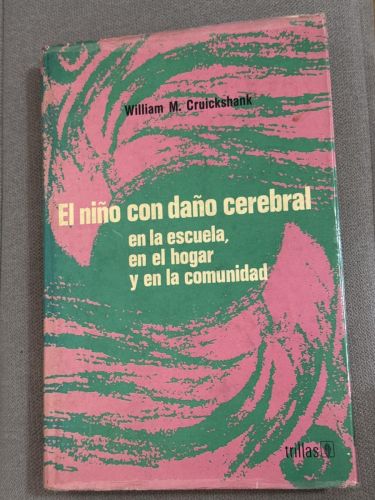 William M. Cruickshank
El niño con daño cerebral
en la escuela,
en el hogar
y en la comunidad
trillas